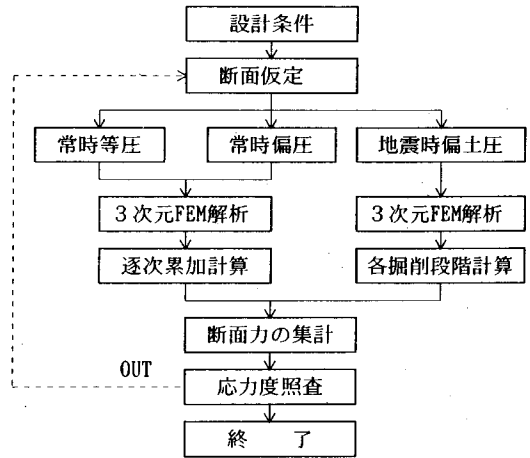 設計条件
断面仮定
常時等圧
常時偏圧
地震時偏土圧
3次元FEM解析
3次元FEM解析
逐次累加計算
各掘削段階計算
断面力の集計
OUT
応力度照査
終 了